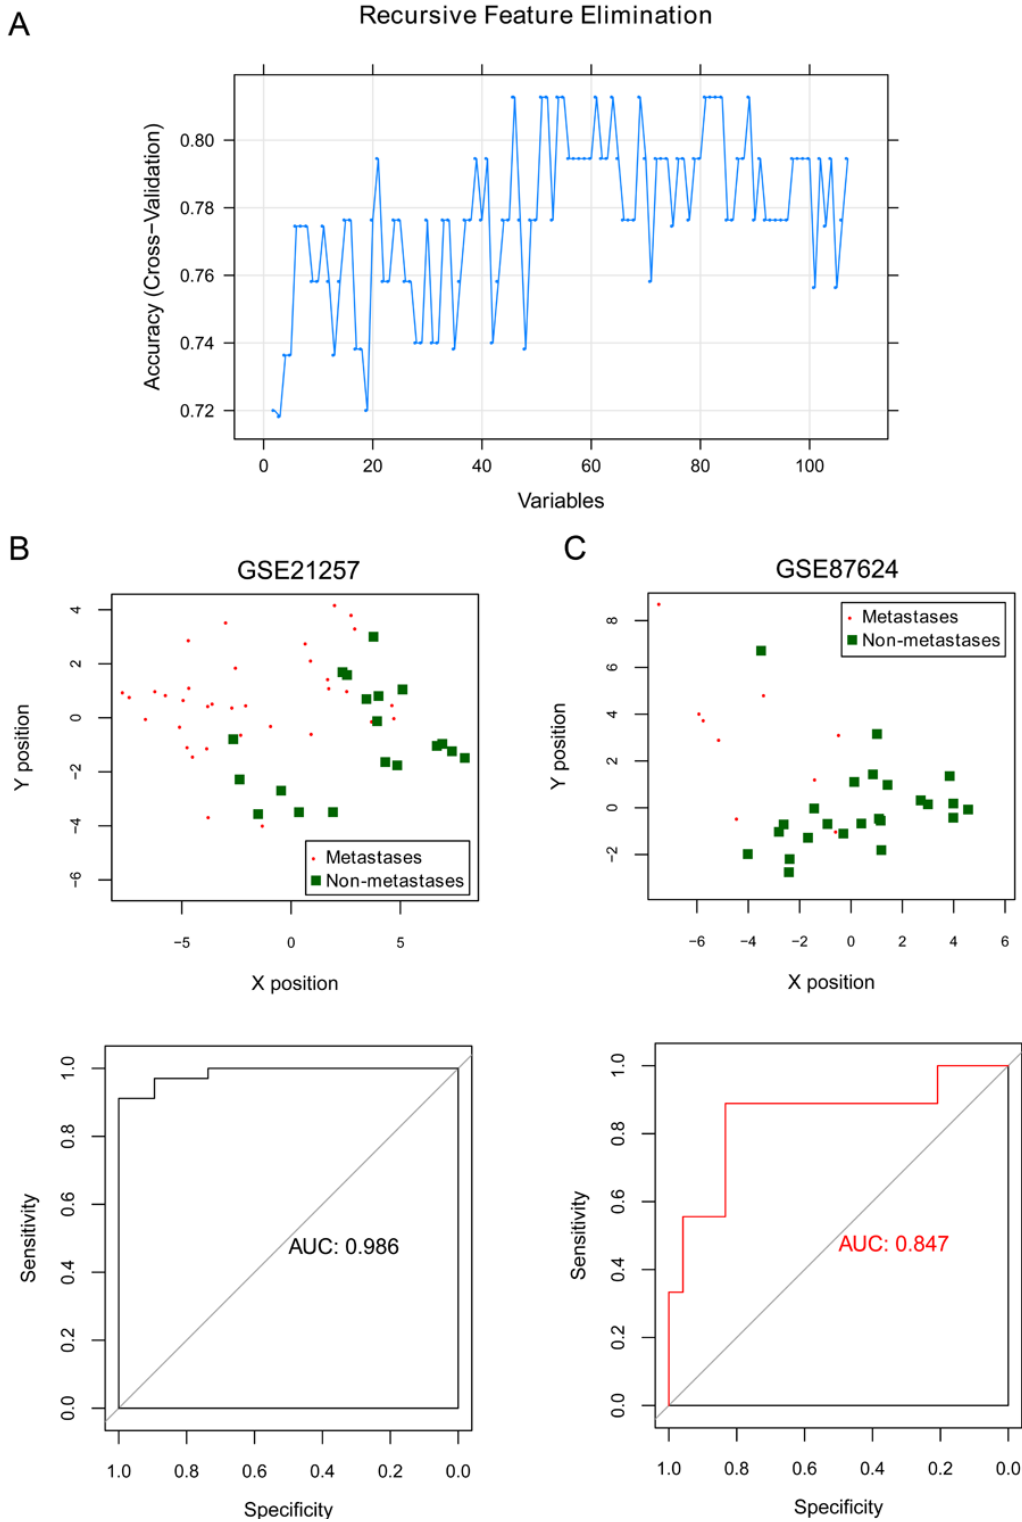 A
Recursive Feature Elimination
Accuracy (Cross−Validation)
0.80
0.78
0.76
0.74
0.72
0 20 40 60 80 100
Variables
B
GSE21257
Y position
4
2
0
−2
−4
−6
Metastases
Non-metastases
−5 0 5
X position
C
GSE87624
Y position
8
6
4
2
0
−2
Metastases
Non-metastases
−6 −4 −2 0 2 4 6
X position
Sensitivity
1.0
0.8
0.6
0.4
0.2
0.0
AUC: 0.986
1.0 0.8 0.6 0.4 0.2 0.0
Specificity
Sensitivity
1.0
0.8
0.6
0.4
0.2
0.0
AUC: 0.847
1.0 0.8 0.6 0.4 0.2 0.0
Specificity